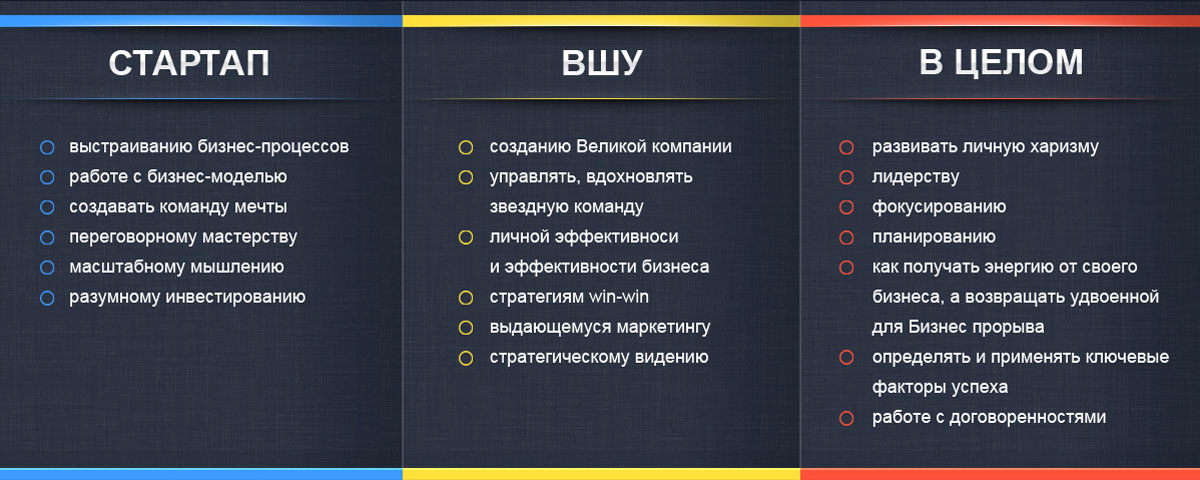 СТАРТАП
выстраиванию бизнес-процессов
работе с бизнес-моделью
создавать команду мечты
переговорному мастерству
масштабному мышлению
разумному инвестированию
ВШУ
созданию Великой компании
управлять, вдохновлять
звездную команду
личной эффективноси
и эффективности бизнеса
стратегиям win-win
выдающемуся маркетингу
стратегическому видению
В ЦЕЛОМ
развивать личную харизму
лидерству
фокусированию
планированию
как получать энергию от своего
бизнеса, а возвращать удвоенной
для Бизнес прорыва
определять и применять ключевые
факторы успеха
работе с договоренностями